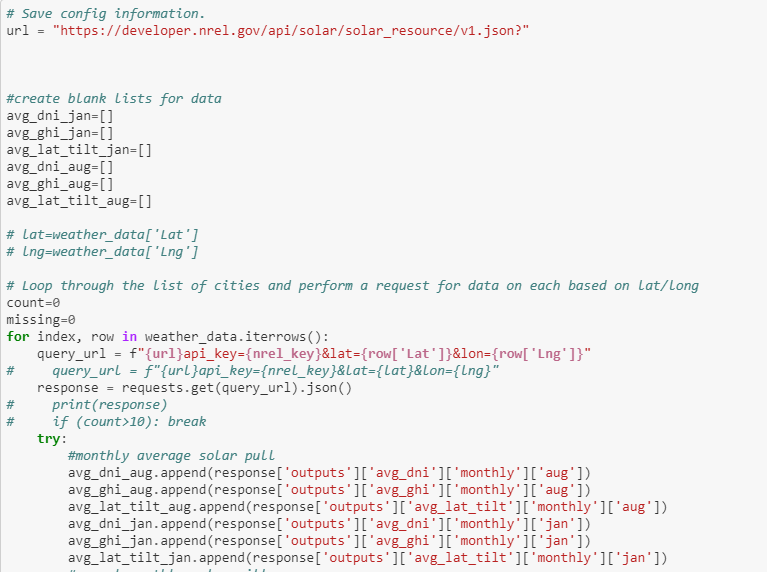 # Save config information.
url = "https://developer.nrel.gov/api/solar/solar_resource/v1.json?"
#create blank lists for data
avg_dni_jan=[]
avg_ghi_jan=[]
avg_lat_tilt_jan=[]
avg_dni_aug=[]
avg_ghi_aug=[]
avg_lat_tilt_aug=[]
# lat=weather_data['Lat']
# lng=weather_data['Lng']
# Loop through the list of cities and perform a request for data on each based on lat/long
count=0
missing=0
for index, row in weather_data.iterrows():
    query_url = f"{url}api_key={nrel_key}&lat={row['Lat']}&lon={row['Lng']}"
#     query_url = f"{url}api_key={nrel_key}&lat={lat}&lon={lng}"
    response = requests.get(query_url).json()
#     print(response)
#     if (count>10): break
    try:
        #monthly average solar pull
        avg_dni_aug.append(response['outputs']['avg_dni']['monthly']['aug'])
        avg_ghi_aug.append(response['outputs']['avg_ghi']['monthly']['aug'])
        avg_lat_tilt_aug.append(response['outputs']['avg_lat_tilt']['monthly']['aug'])
        avg_dni_jan.append(response['outputs']['avg_dni']['monthly']['jan'])
        avg_ghi_jan.append(response['outputs']['avg_ghi']['monthly']['jan'])
        avg_lat_tilt_jan.append(response['outputs']['avg_lat_tilt']['monthly']['jan'])